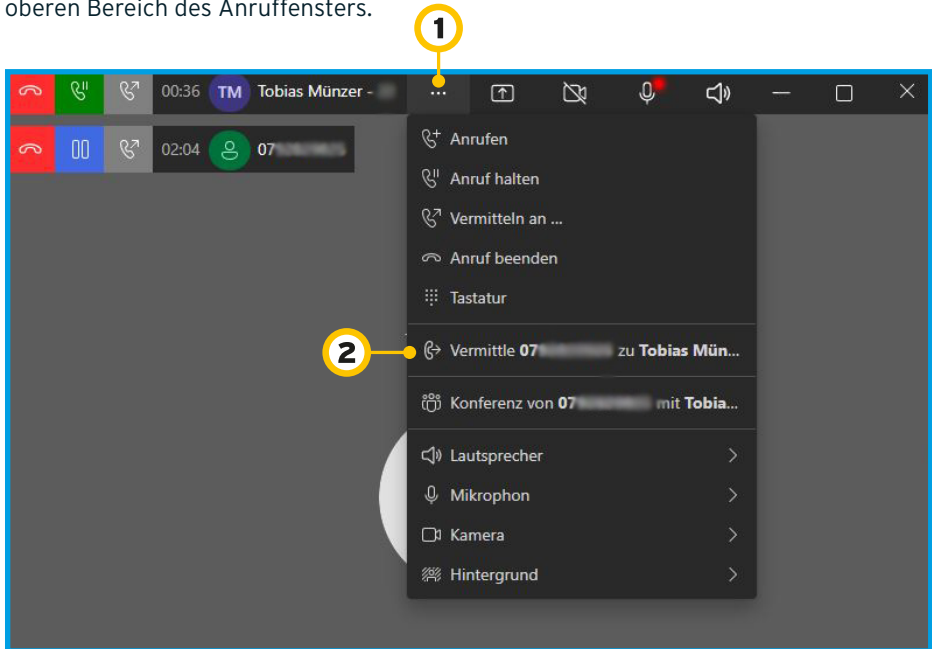 oberen Bereich des Anruffensters.
1
00:36 TM Tobias Münzer - ...
02:04 07
Anrufen
Anruf halten
Vermitteln an ...
Anruf beenden
Tastatur
2
Vermittle 07 zu Tobias Mün...
Konferenz von 07 mit Tobia...
Lautsprecher
Mikrophon
Kamera
Hintergrund